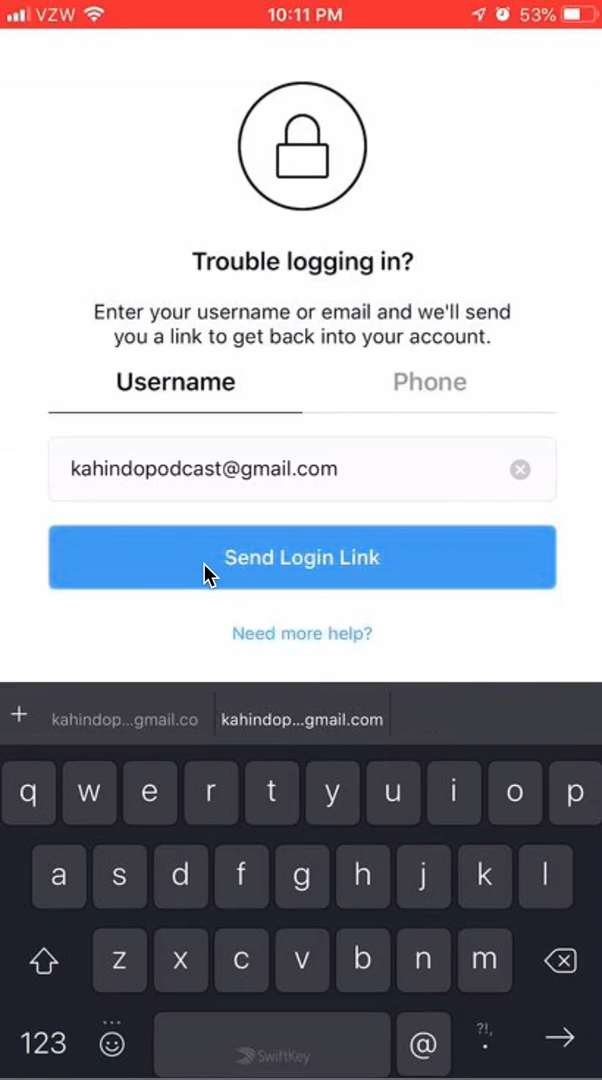 VZW 10:11 PM 53%
Trouble logging in?
Enter your username or email and we'll send
you a link to get back into your account.
Username Phone
kahindopodcast@gmail.com
Send Login Link
Need more help?
+ kahindop...gmail.co kahindop...gmail.com
q w e r t y u i o p
a s d f g h j k l
z x c v b n m
123 @ ?!, .
SwiftKey